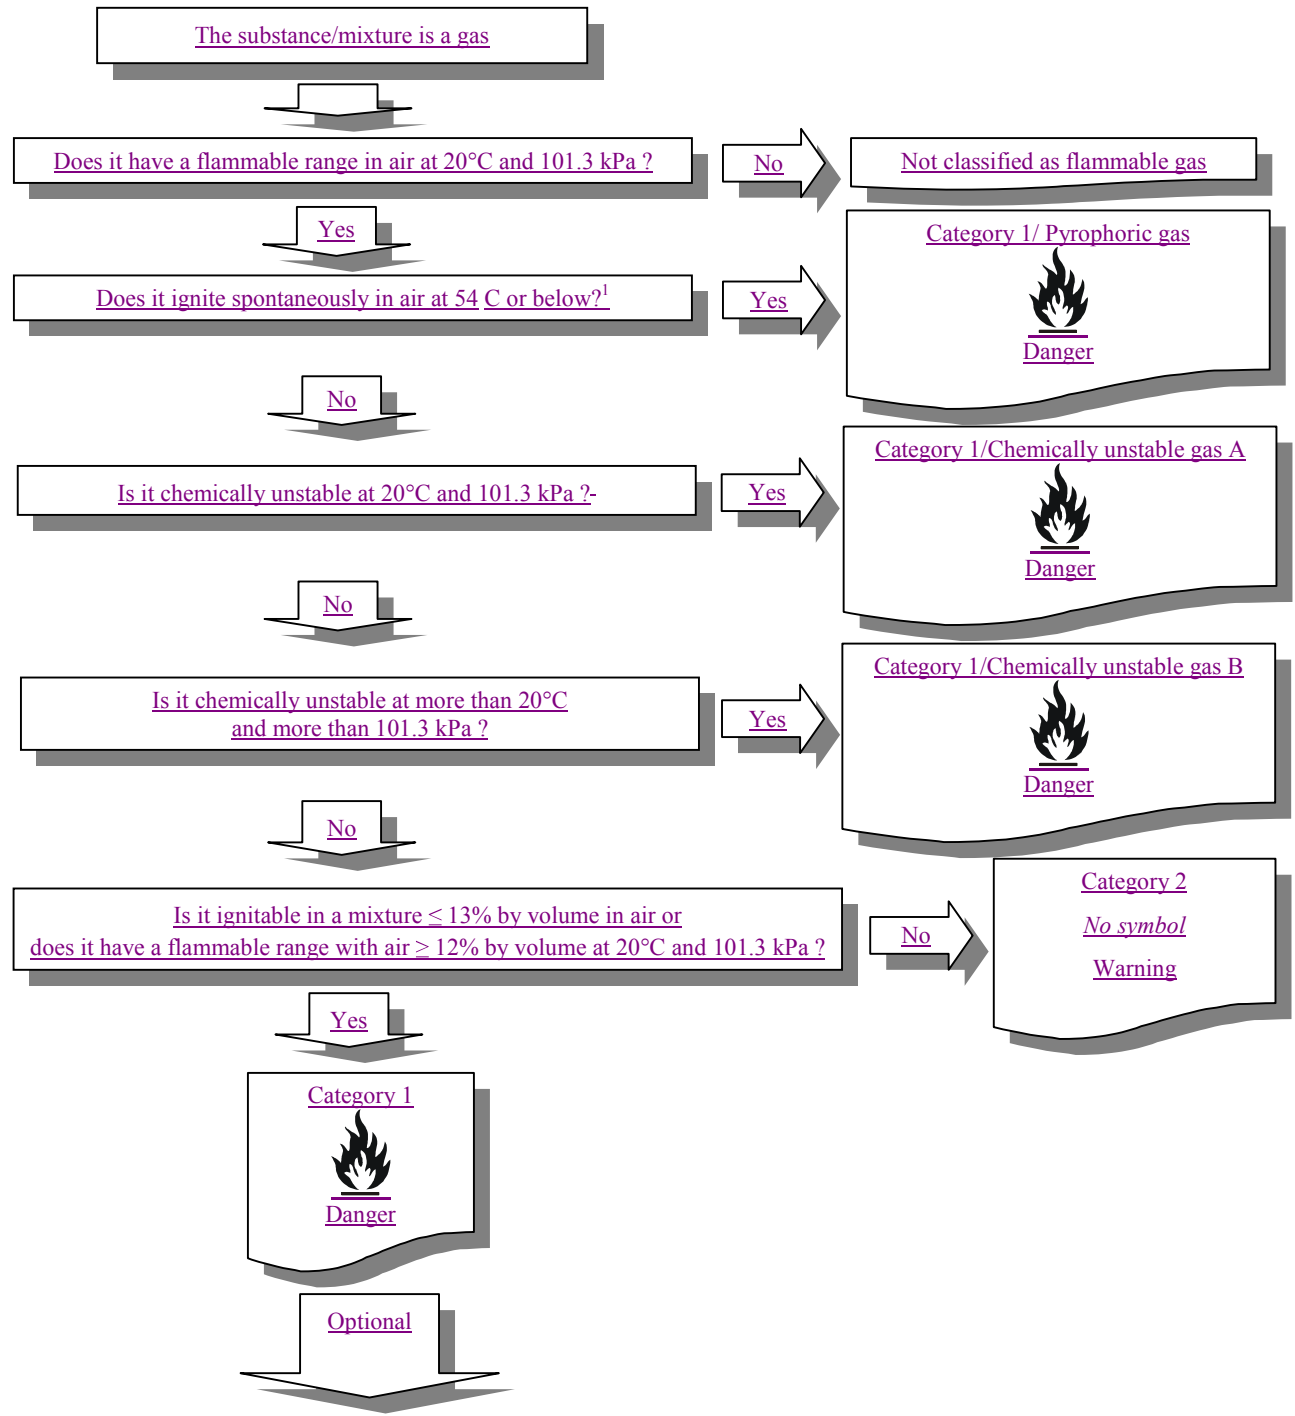 The substance/mixture is a gas
Does it have a flammable range in air at 20°C and 101.3 kPa ?
No
Not classified as flammable gas
Yes
Category 1/ Pyrophoric gas
Does it ignite spontaneously in air at 54 C or below?1
Yes
Danger
No
Category 1/Chemically unstable gas A
Is it chemically unstable at 20°C and 101.3 kPa ?-
Yes
Danger
No
Category 1/Chemically unstable gas B
Is it chemically unstable at more than 20°C
and more than 101.3 kPa ?
Yes
Danger
No
Is it ignitable in a mixture ≤ 13% by volume in air or
does it have a flammable range with air ≥ 12% by volume at 20°C and 101.3 kPa ?
No
Category 2
No symbol
Warning
Yes
Category 1
Danger
Optional